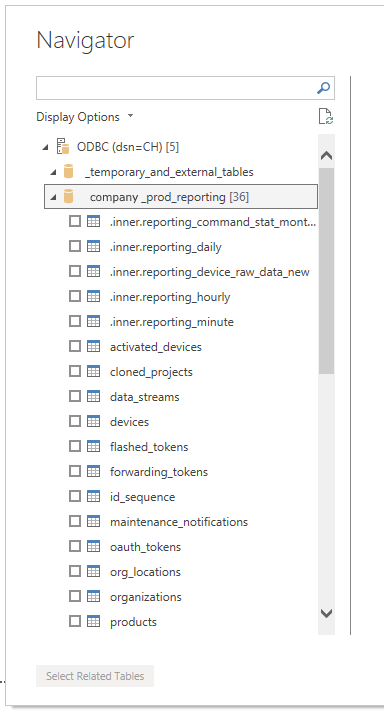 Navigator
Display Options
ODBC (dsn=CH) [5]
_temporary_and_external_tables
company _prod_reporting [36]
.inner.reporting_command_stat_mont...
.inner.reporting_daily
.inner.reporting_device_raw_data_new
.inner.reporting_hourly
.inner.reporting_minute
activated_devices
cloned_projects
data_streams
devices
flashed_tokens
forwarding_tokens
id_sequence
maintenance_notifications
oauth_tokens
org_locations
organizations
products
Select Related Tables